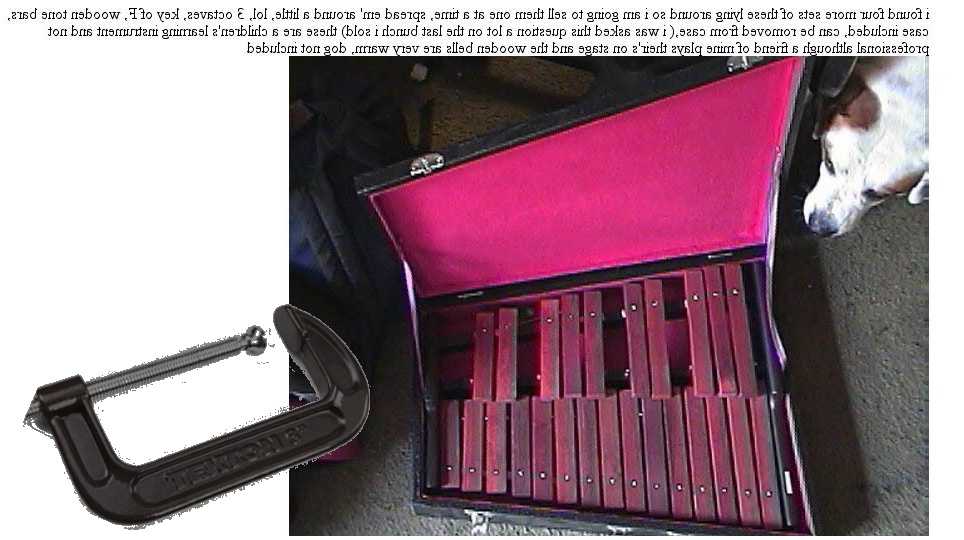 i found four more sets of these lying around so i am going to sell them one at a time, spread em' around a little, lol, 3 octaves, key of F, wooden tone bars,
case included, can be removed from case,( i was asked this question a lot on the last bunch i sold) these are a children's learning instrument and not
professional although a friend of mine plays their's on stage and the wooden bells are very warm, dog not included
TEKTON 6"